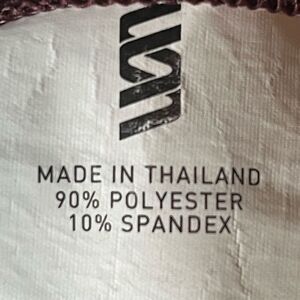 MADE IN THAILAND
90% POLYESTER
10% SPANDEX